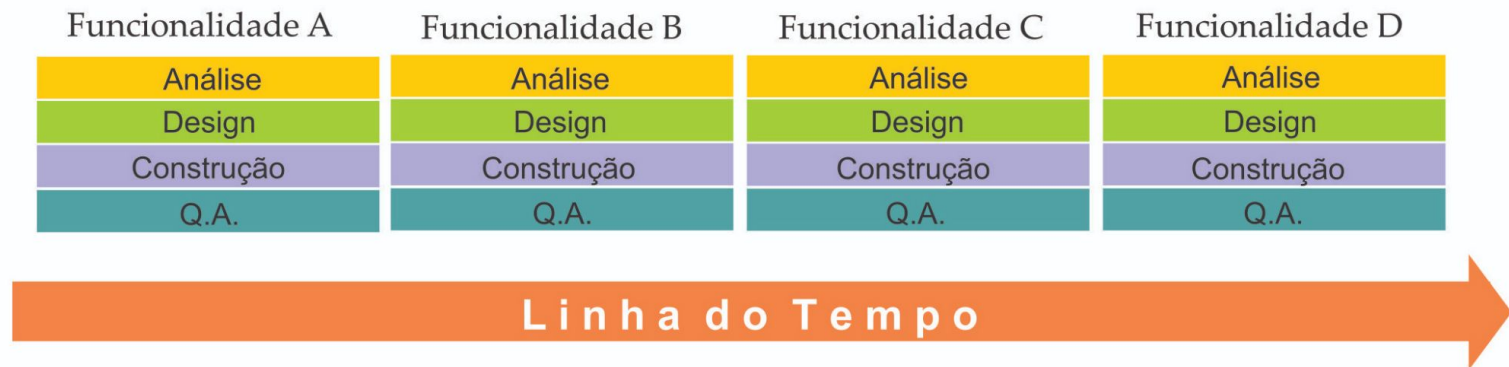 Funcionalidade A
Análise
Design
Construção
Q.A.
Funcionalidade B
Análise
Design
Construção
Q.A.
Funcionalidade C
Análise
Design
Construção
Q.A.
Funcionalidade D
Análise
Design
Construção
Q.A.
Linha do Tempo